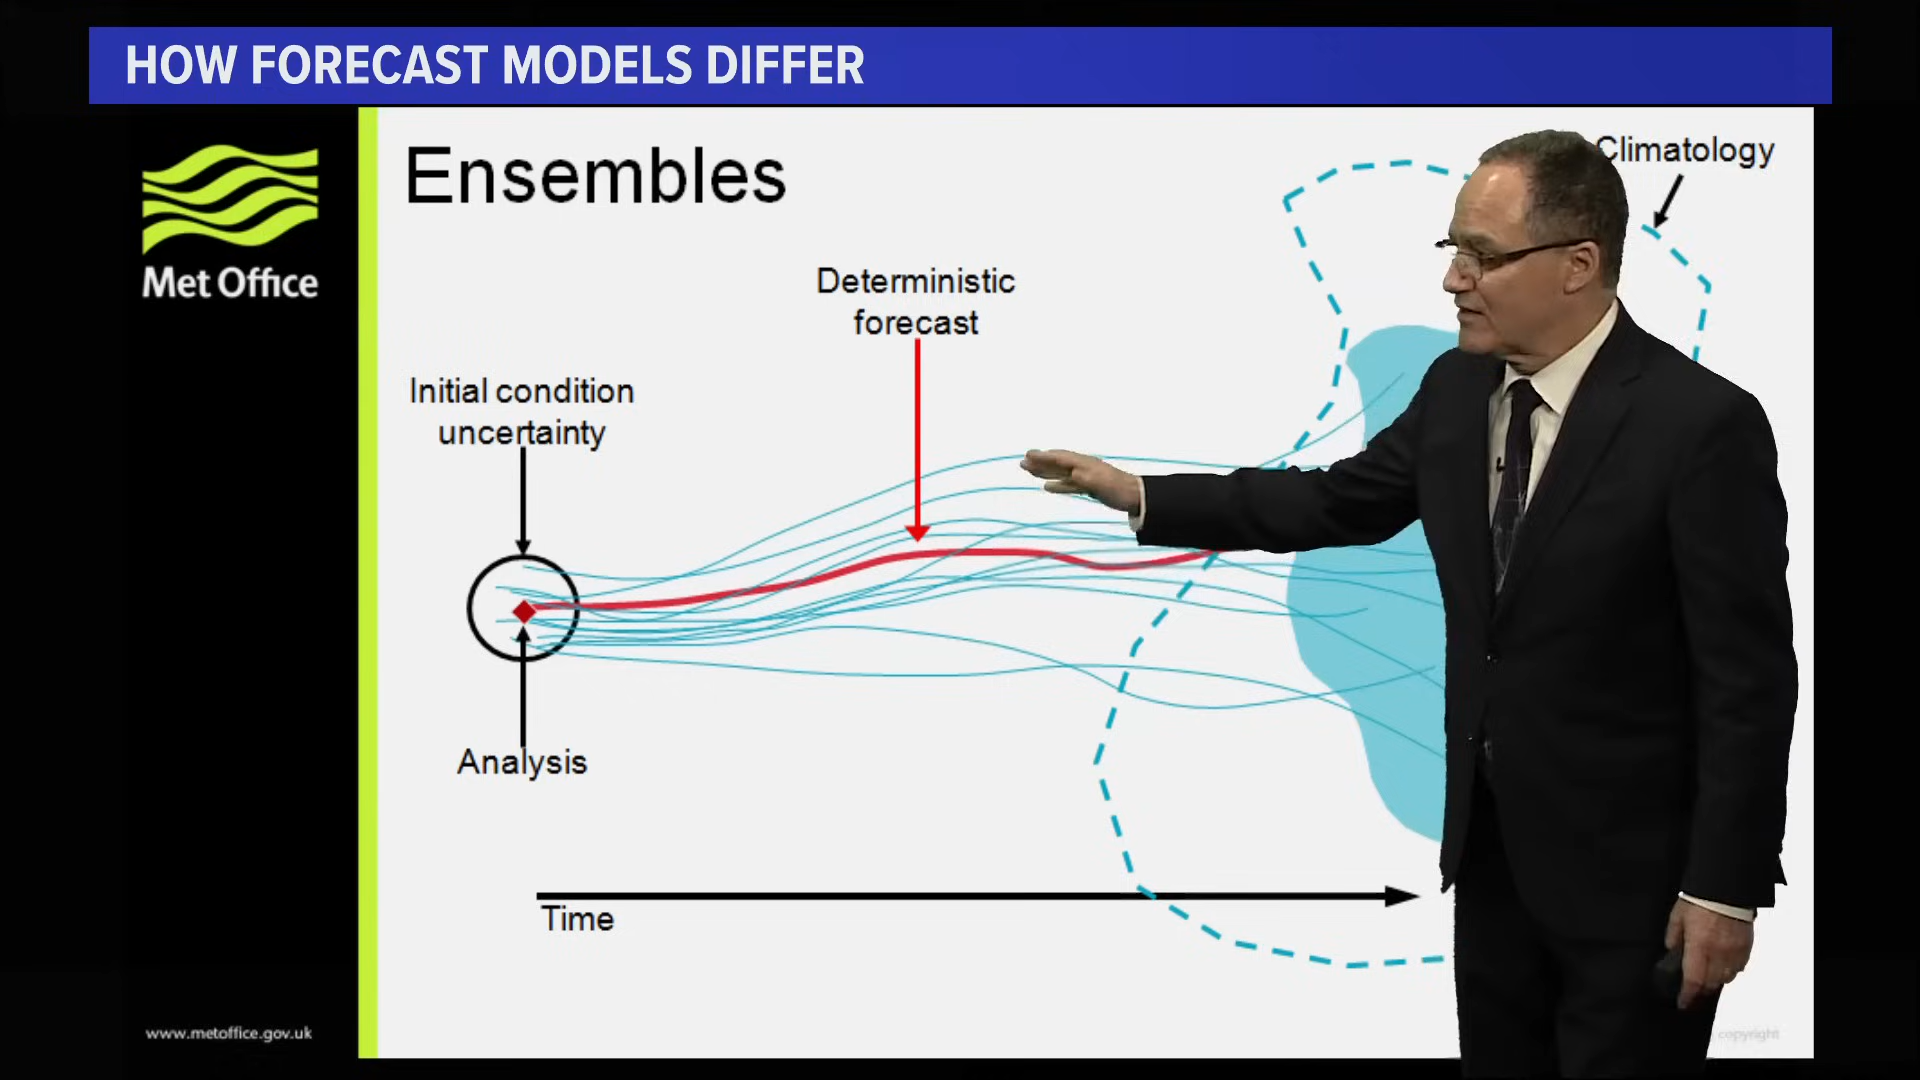 HOW FORECAST MODELS DIFFER
Met Office
Ensembles
Climatology
Deterministic
forecast
Initial condition
uncertainty
Analysis
Time
www.metoffice.gov.uk
copyright